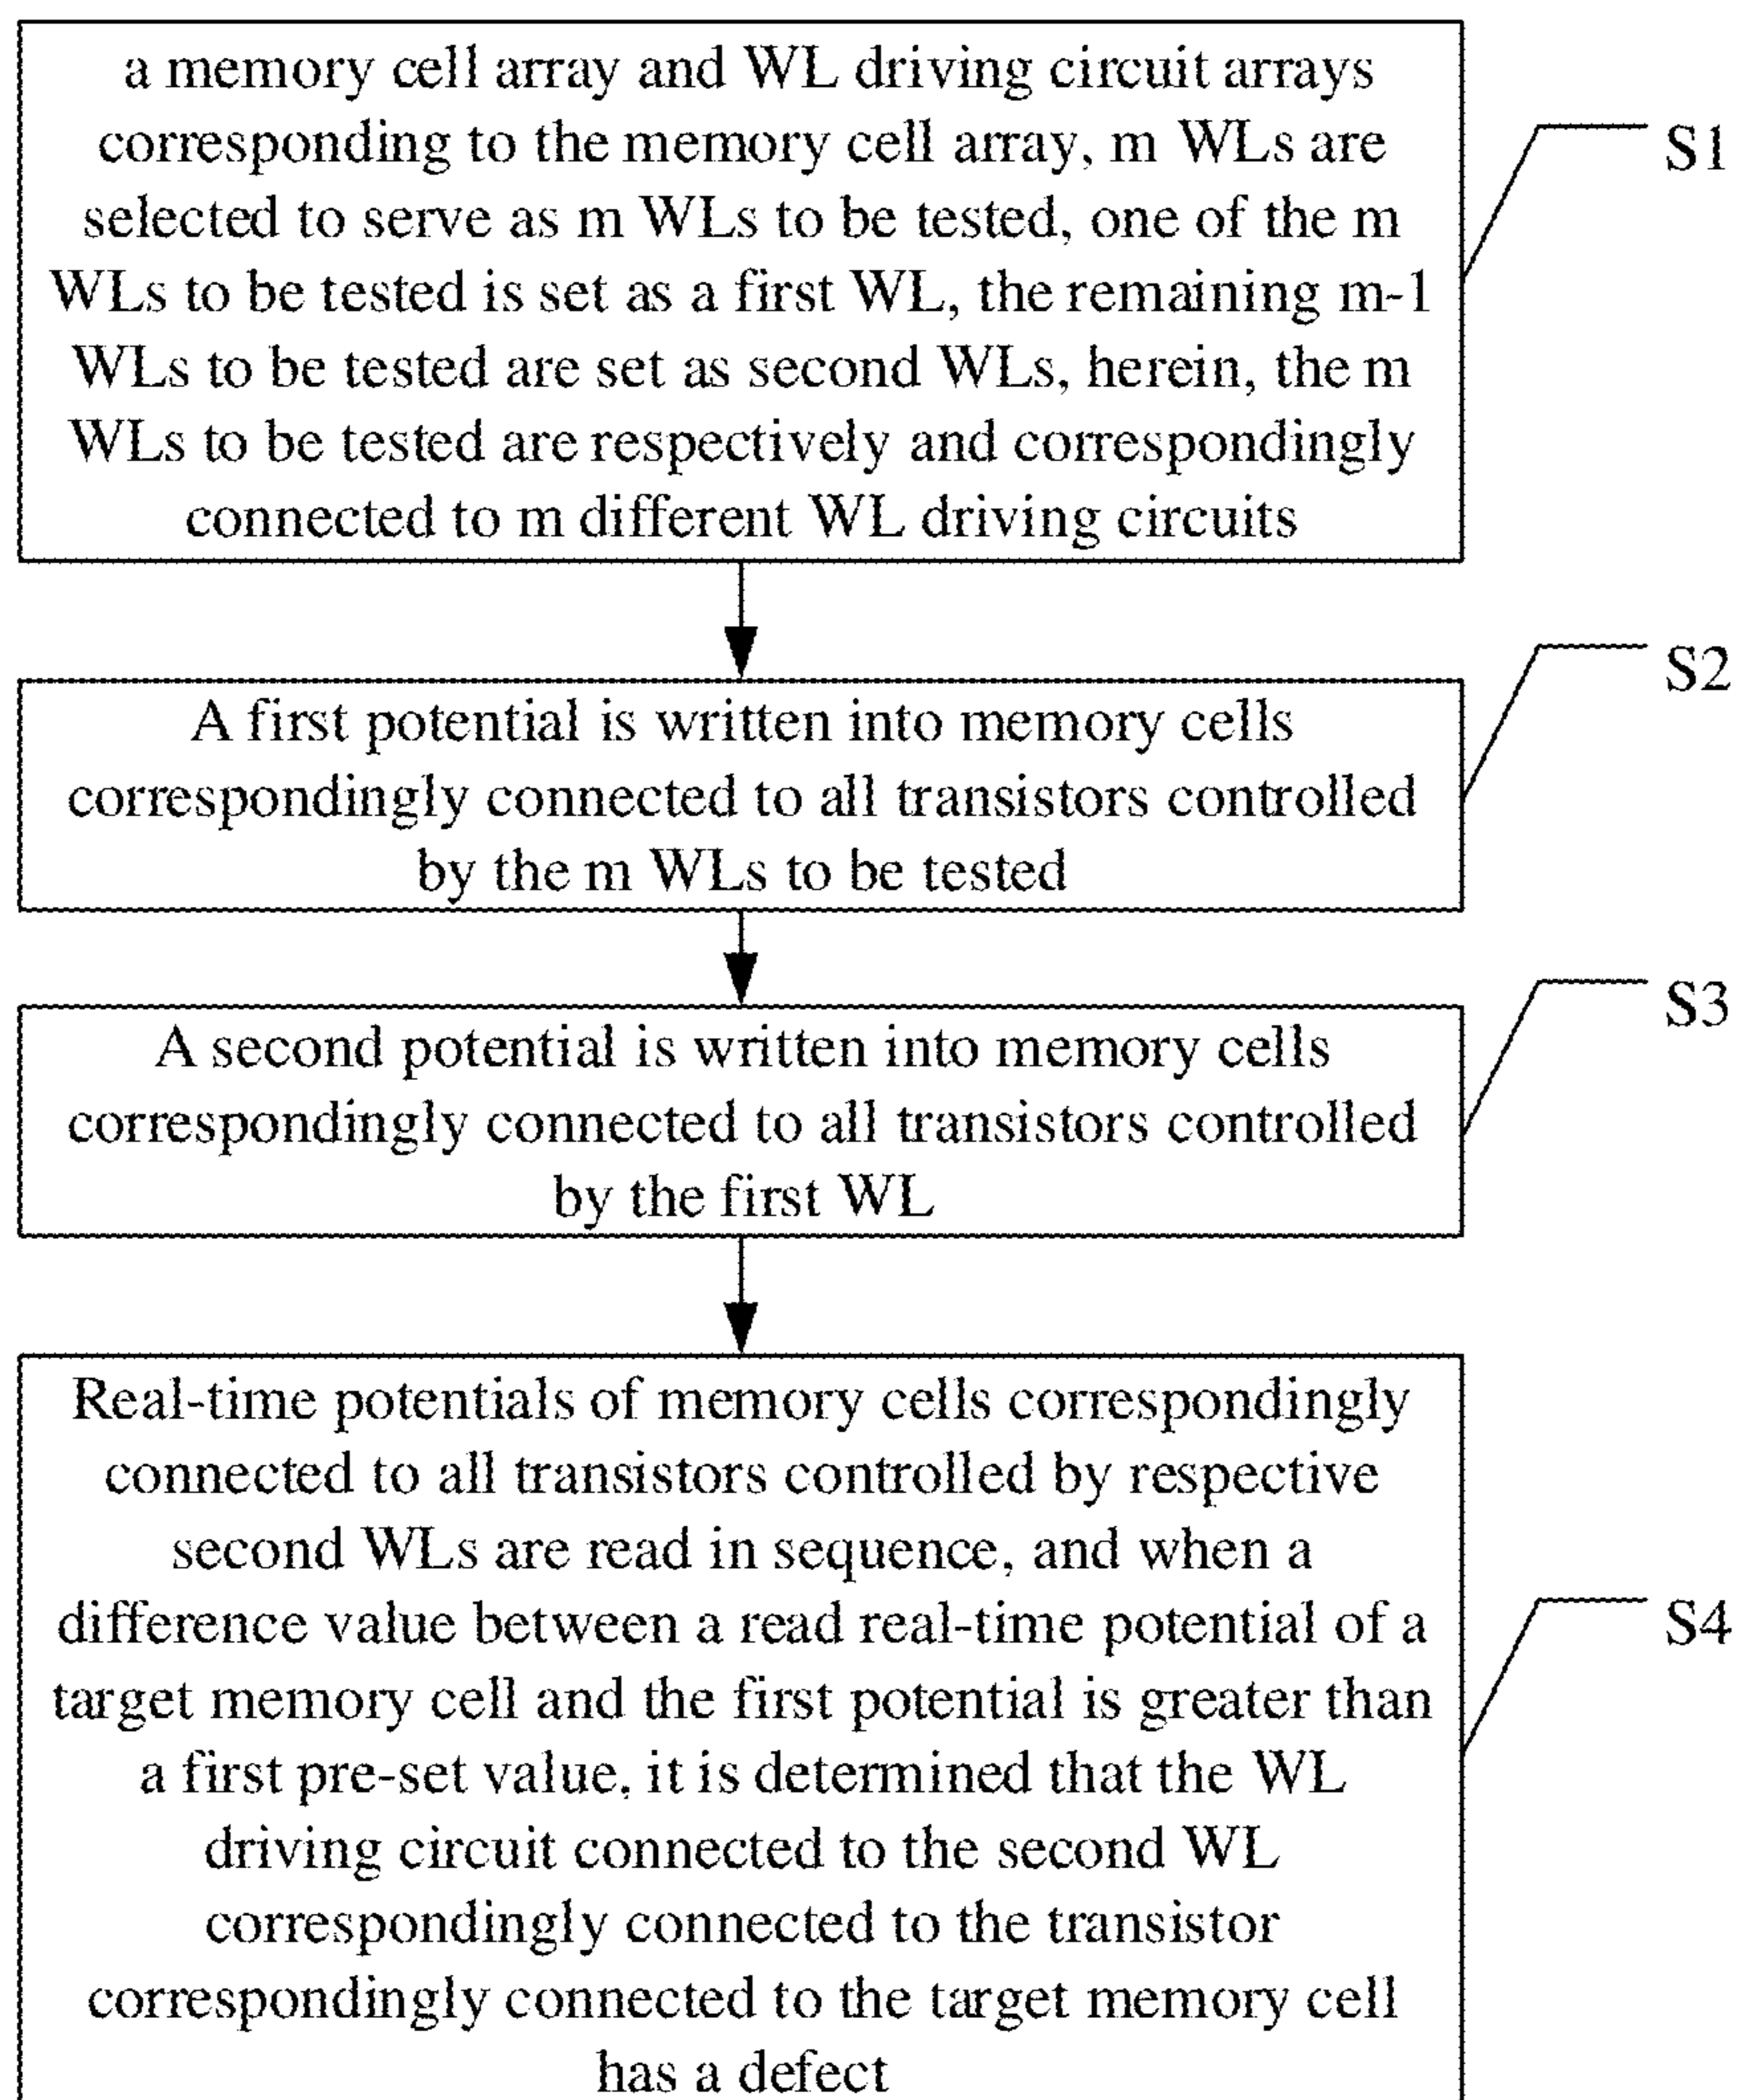 a memory cell array and WL driving circuit arrays
corresponding to the memory cell array, m WLs are
selected to serve as m WLs to be tested, one of the m
WLs to be tested is set as a first WL, the remaining m-1
WLs to be tested are set as second WLs, herein, the m
WLs to be tested are respectively and correspondingly
connected to m different WL driving circuits
S1
A first potential is written into memory cells
correspondingly connected to all transistors controlled
by the m WLs to be tested
S2
A second potential is written into memory cells
correspondingly connected to all transistors controlled
by the first WL
S3
Real-time potentials of memory cells correspondingly
connected to all transistors controlled by respective
second WLs are read in sequence, and when a
difference value between a read real-time potential of a
target memory cell and the first potential is greater than
a first pre-set value, it is determined that the WL
driving circuit connected to the second WL
correspondingly connected to the transistor
correspondingly connected to the target memory cell
has a defect
S4